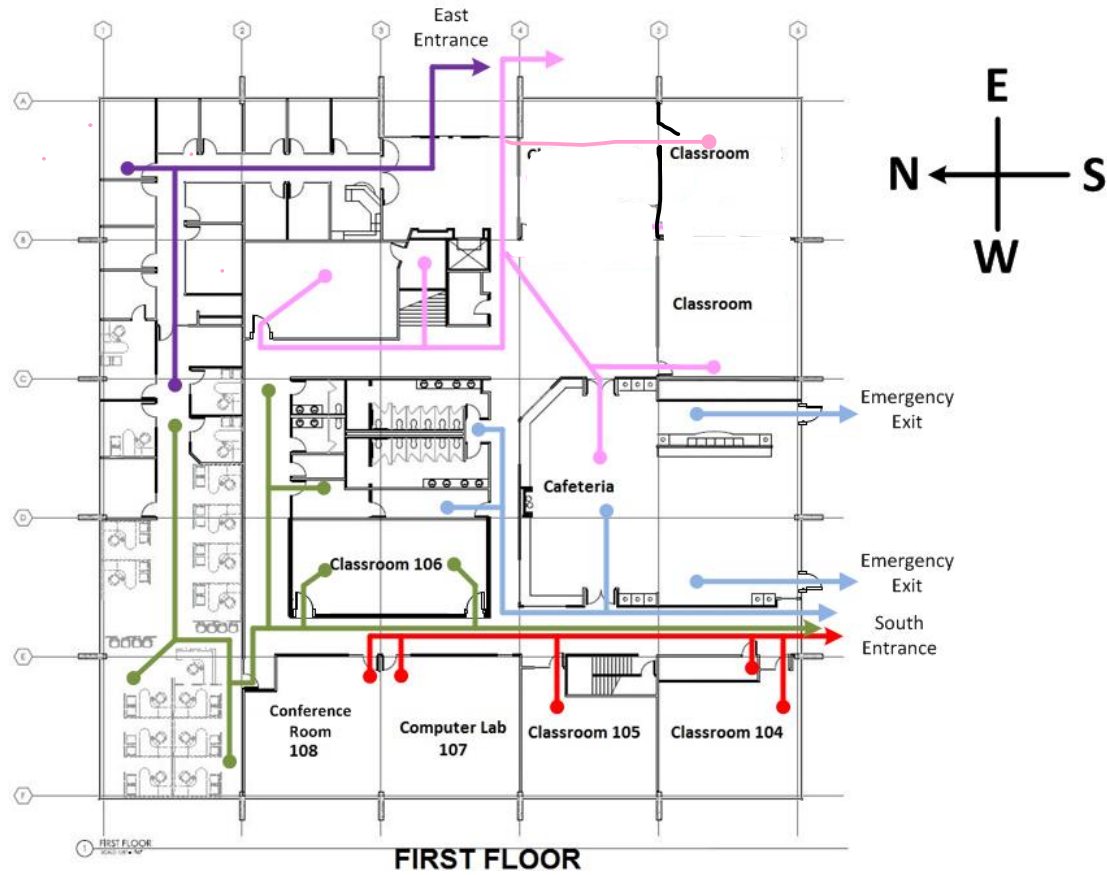 East
Entrance
1
2
3
4
5
6
A
E
Classroom
N
S
B
W
Classroom
C
Emergency
Exit
Cafeteria
D
Classroom 106
Emergency
Exit
South
Entrance
E
Conference
Room
108
Computer Lab
107
Classroom 105
Classroom 104
F
1
FIRST FLOOR
FIRST FLOOR